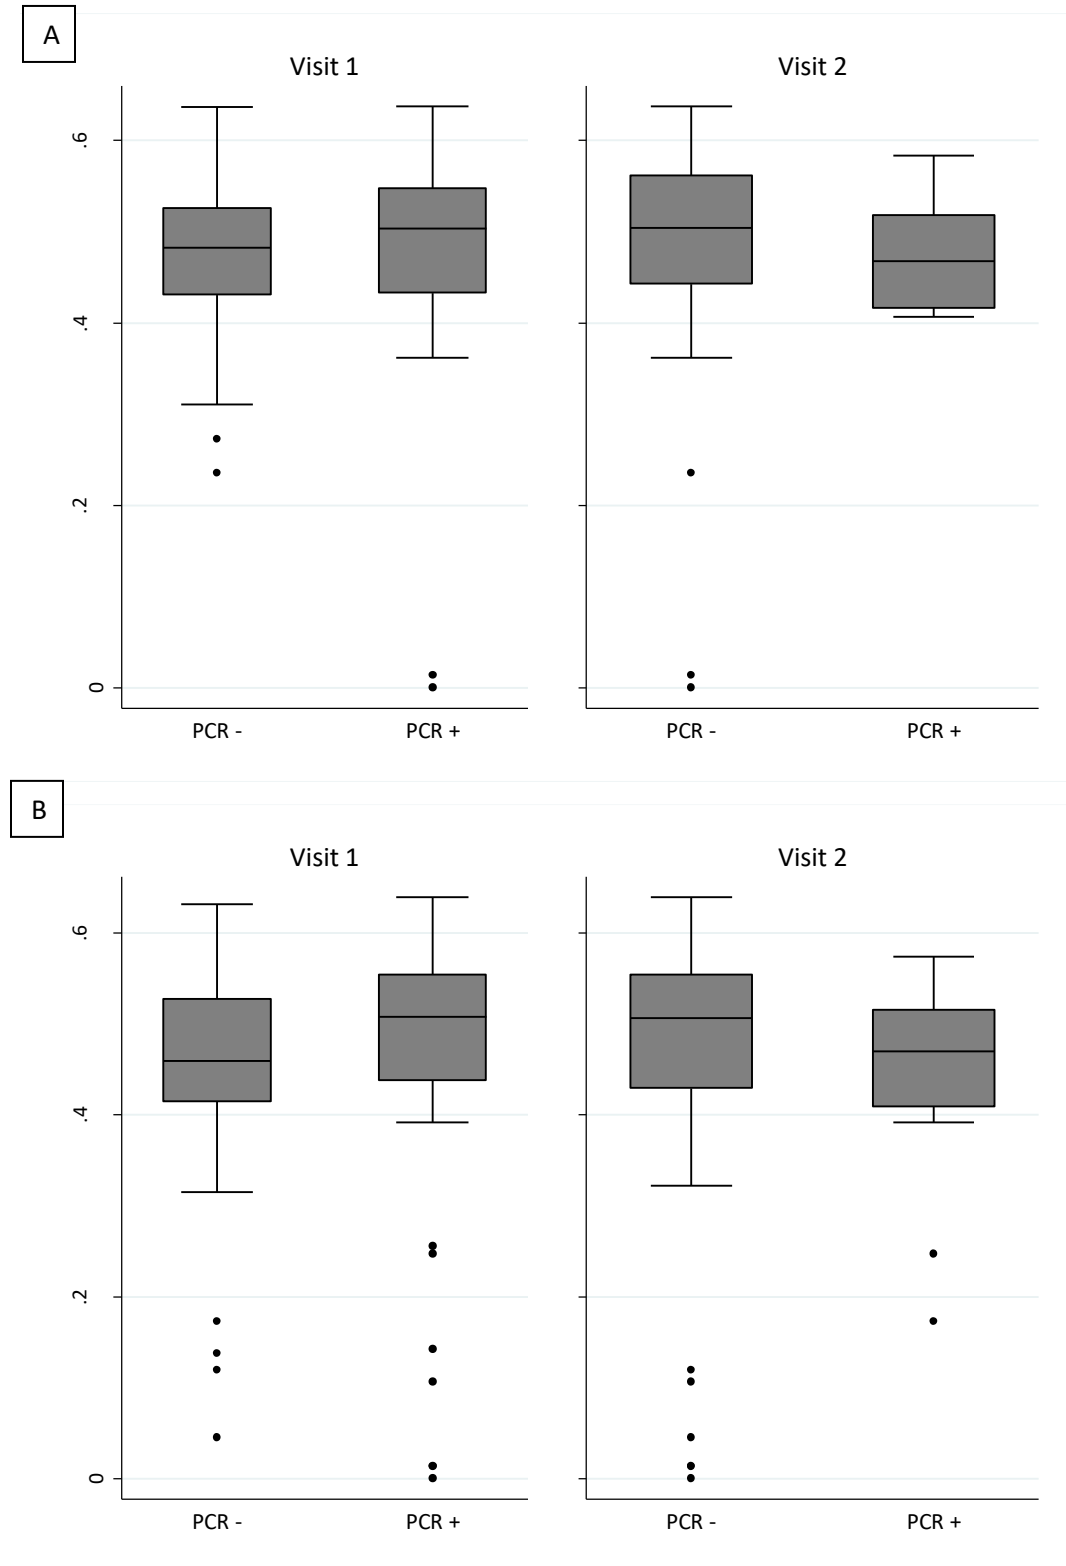 A
Visit 1 Visit 2
.6
.4
.2
0
PCR - PCR + PCR - PCR +
B
Visit 1 Visit 2
.6
.4
.2
0
PCR - PCR + PCR - PCR +